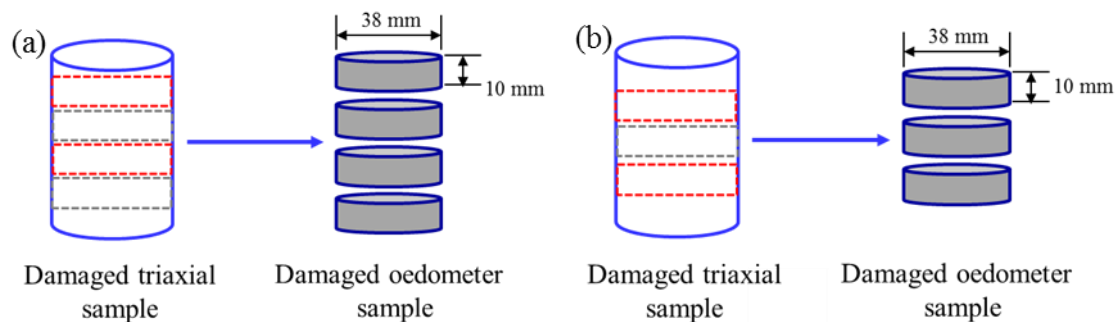 (a)
38 mm
10 mm
Damaged triaxial
sample
Damaged oedometer
sample
(b)
38 mm
10 mm
Damaged triaxial
sample
Damaged oedometer
sample